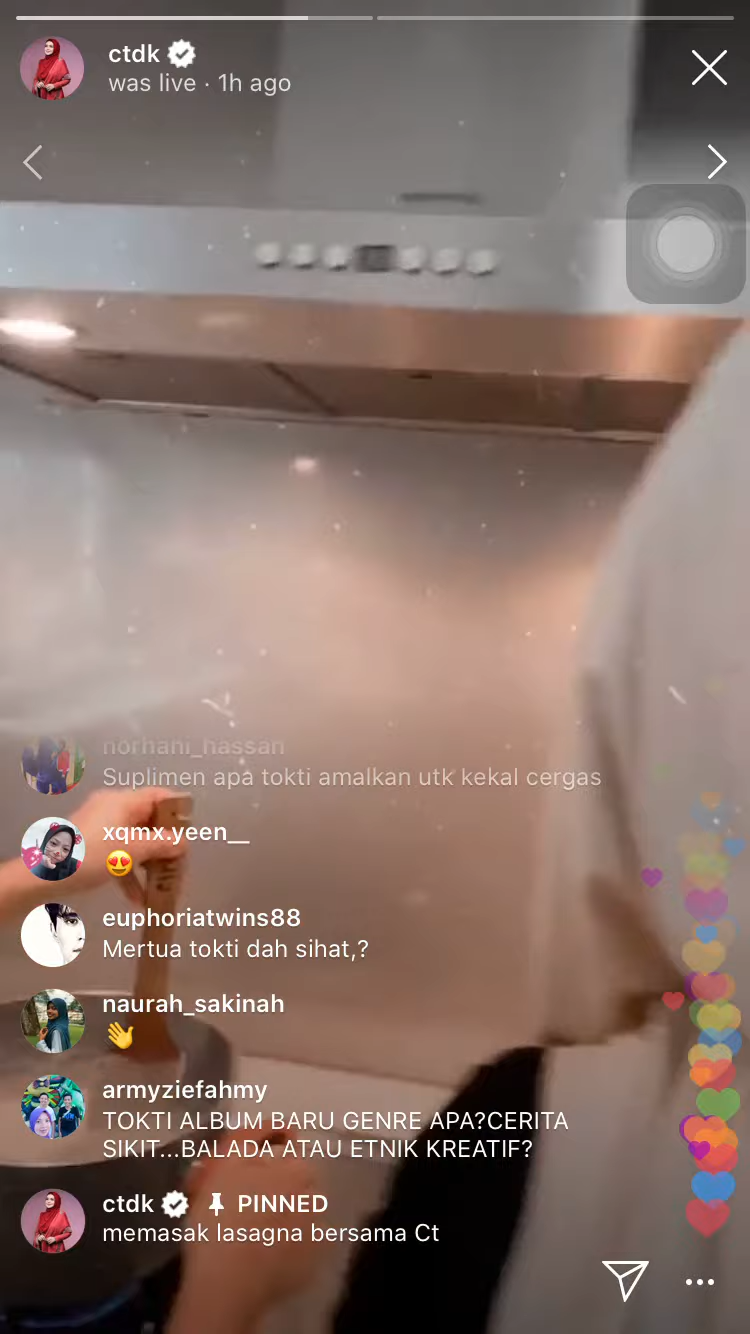 ctdk
was live · 1h ago
norhani_hassan
Suplimen apa tokti amalkan utk kekal cergas
xqmx.yeen__
😍
euphoriatwins88
Mertua tokti dah sihat,?
naurah_sakinah
👋
armyziefahmy
TOKTI ALBUM BARU GENRE APA?CERITA
SIKIT...BALADA ATAU ETNIK KREATIF?
ctdk PINNED
memasak lasagna bersama Ct